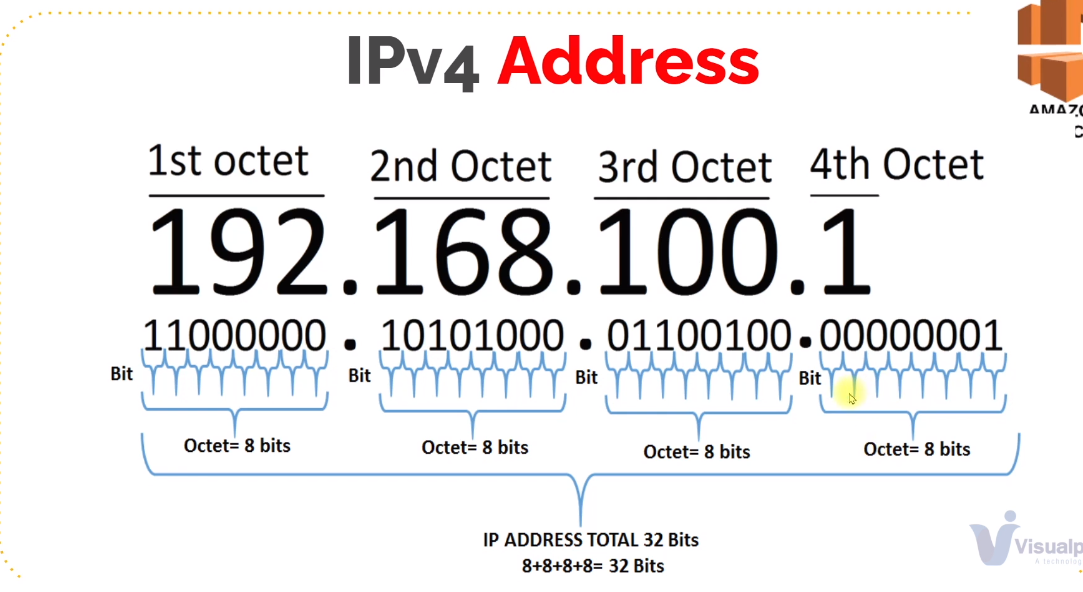 IPv4 Address
AMAZO
C
1st octet 2nd Octet 3rd Octet 4th Octet
192.168.100.1
11000000 . 10101000 . 01100100 . 00000001
Bit Bit Bit Bit
Octet= 8 bits Octet= 8 bits Octet= 8 bits Octet= 8 bits
IP ADDRESS TOTAL 32 Bits
8+8+8+8= 32 Bits
Visualp
A technolog